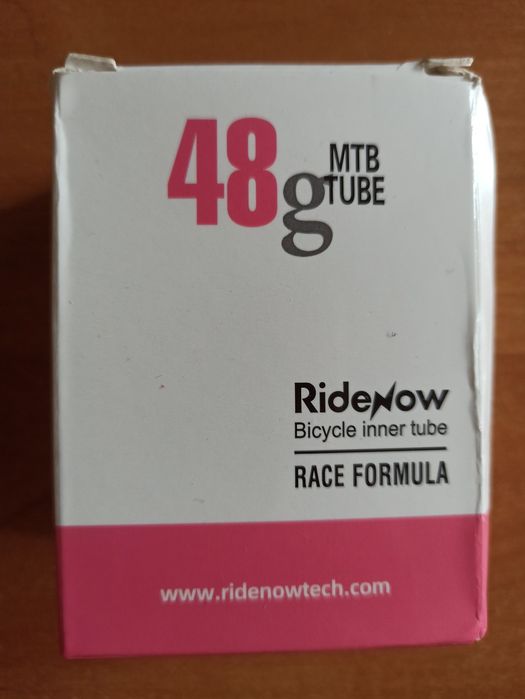 48g MTB
TUBE
RideNow
Bicycle inner tube
RACE FORMULA
www.ridenowtech.com